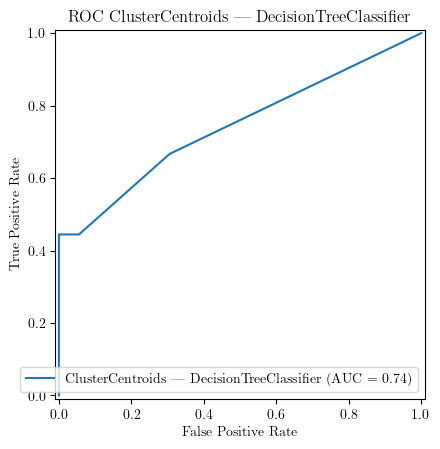 ROC ClusterCentroids — DecisionTreeClassifier
1.0
0.8
0.6
0.4
0.2
0.0
True Positive Rate
ClusterCentroids — DecisionTreeClassifier (AUC = 0.74)
0.0 0.2 0.4 0.6 0.8 1.0
False Positive Rate